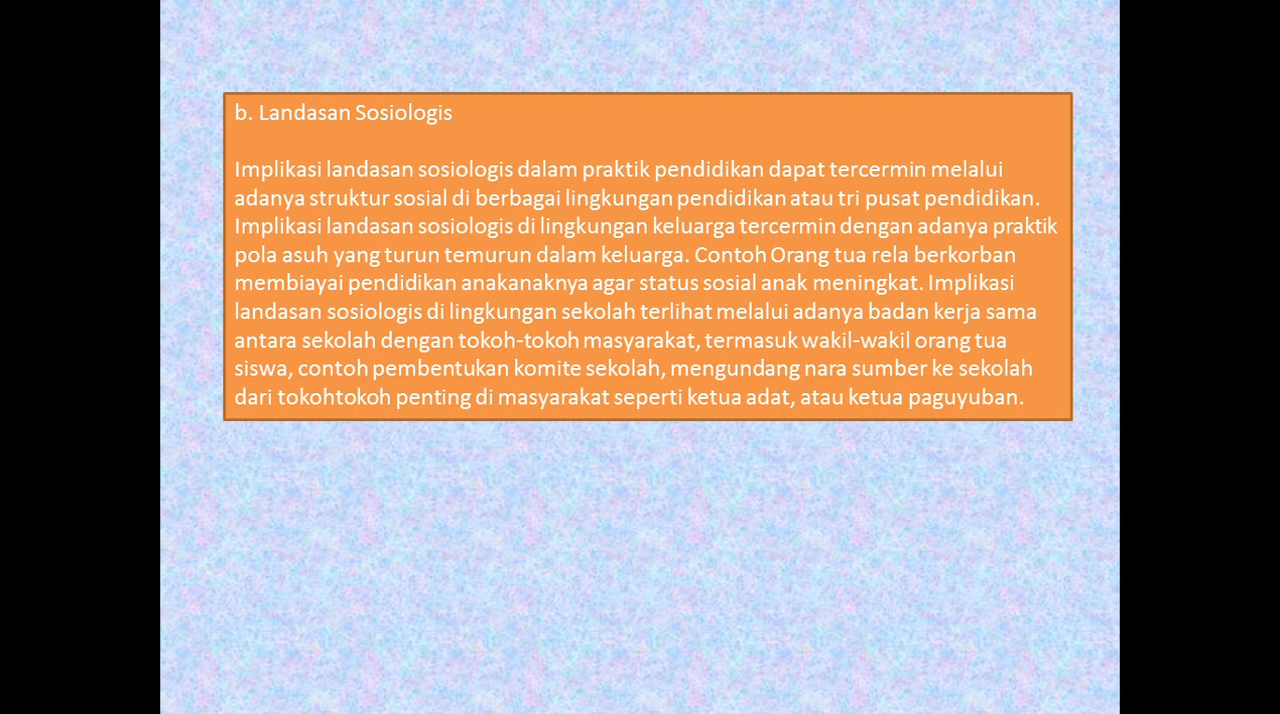 b. Landasan Sosiologis
Implikasi landasan sosiologis dalam praktik pendidikan dapat tercermin melalui
adanya struktur sosial di berbagai lingkungan pendidikan atau tri pusat pendidikan.
Implikasi landasan sosiologis di lingkungan keluarga tercermin dengan adanya praktik
pola asuh yang turun temurun dalam keluarga. Contoh Orang tua rela berkorban
membiayai pendidikan anakanaknya agar status sosial anak meningkat. Implikasi
landasan sosiologis di lingkungan sekolah terlihat melalui adanya badan kerja sama
antara sekolah dengan tokoh-tokoh masyarakat, termasuk wakil-wakil orang tua
siswa, contoh pembentukan komite sekolah, mengundang nara sumber ke sekolah
dari tokohtokoh penting di masyarakat seperti ketua adat, atau ketua paguyuban.